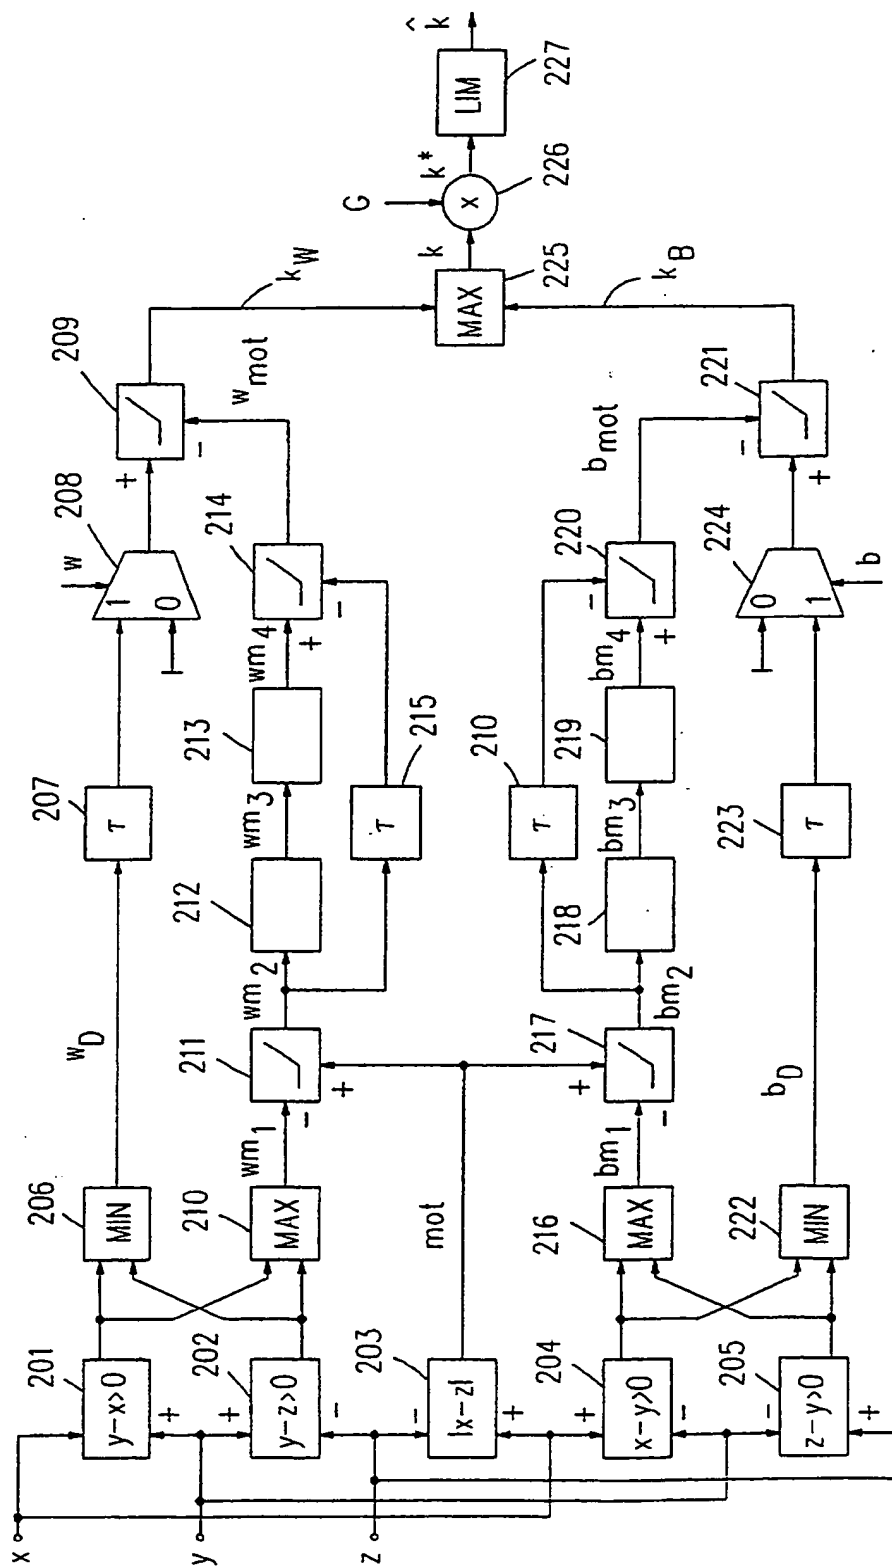 x
y
z
201
y-x>0
+
202
+
y-z>0
-
203
-
|x-z|
+
204
+
x-y>0
-
205
-
z-y>0
+
206
MIN
210
MAX
mot
216
MAX
222
MIN
w_D
wm_1
-
211
+
wm_2
bm_1
-
217
+
bm_2
b_D
207
τ
212
wm_3
213
wm_4
215
τ
210
τ
218
bm_3
219
bm_4
223
τ
208
w
1
0
214
+
-
220
-
+
224
0
1
b
209
+
-
w_mot
b_mot
221
-
+
k_W
k_B
MAX
225
k
G
x
226
k*
LIM
227
k̂